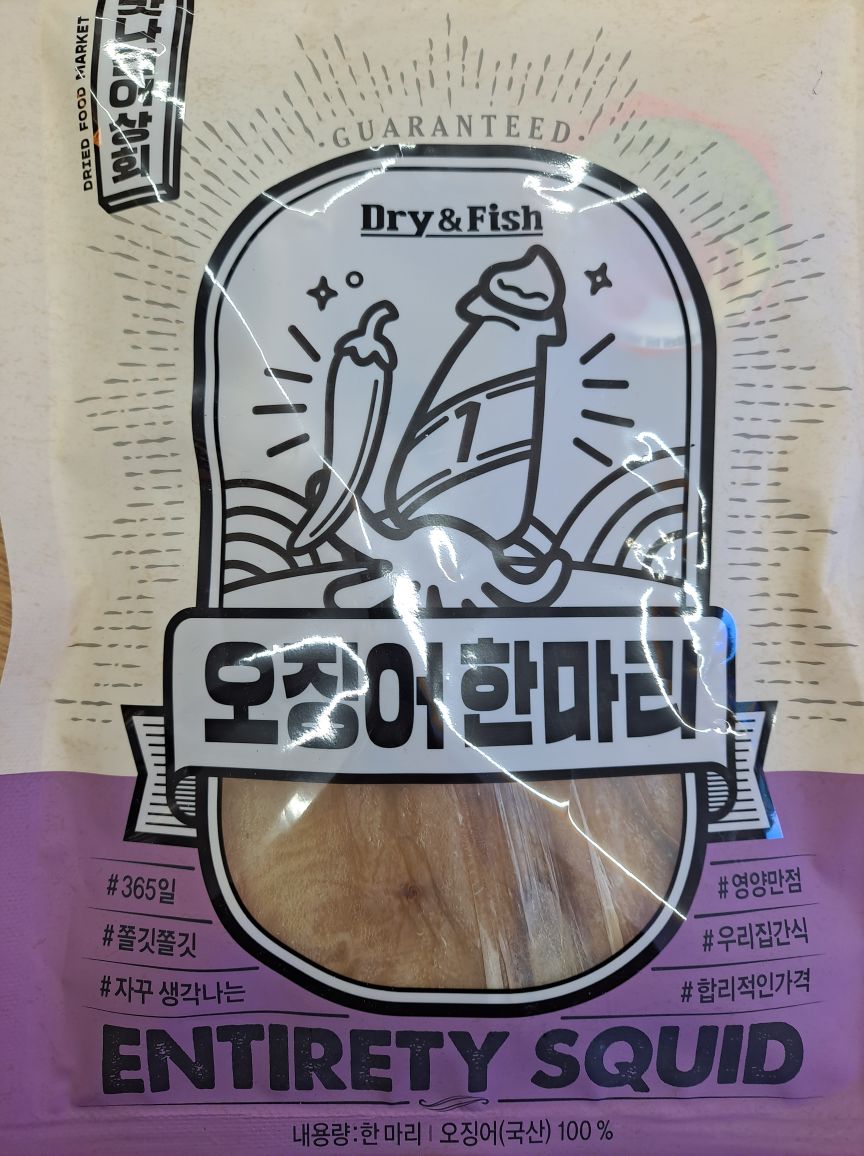 DRIED FOOD MARKET
GUARANTEED
Dry & Fish
1
오징어 한마리
#365일
#쫄깃쫄깃
#자꾸 생각나는
#영양만점
#우리집간식
#합리적인가격
ENTIRETY SQUID
내용량:한 마리 | 오징어(국산) 100 %